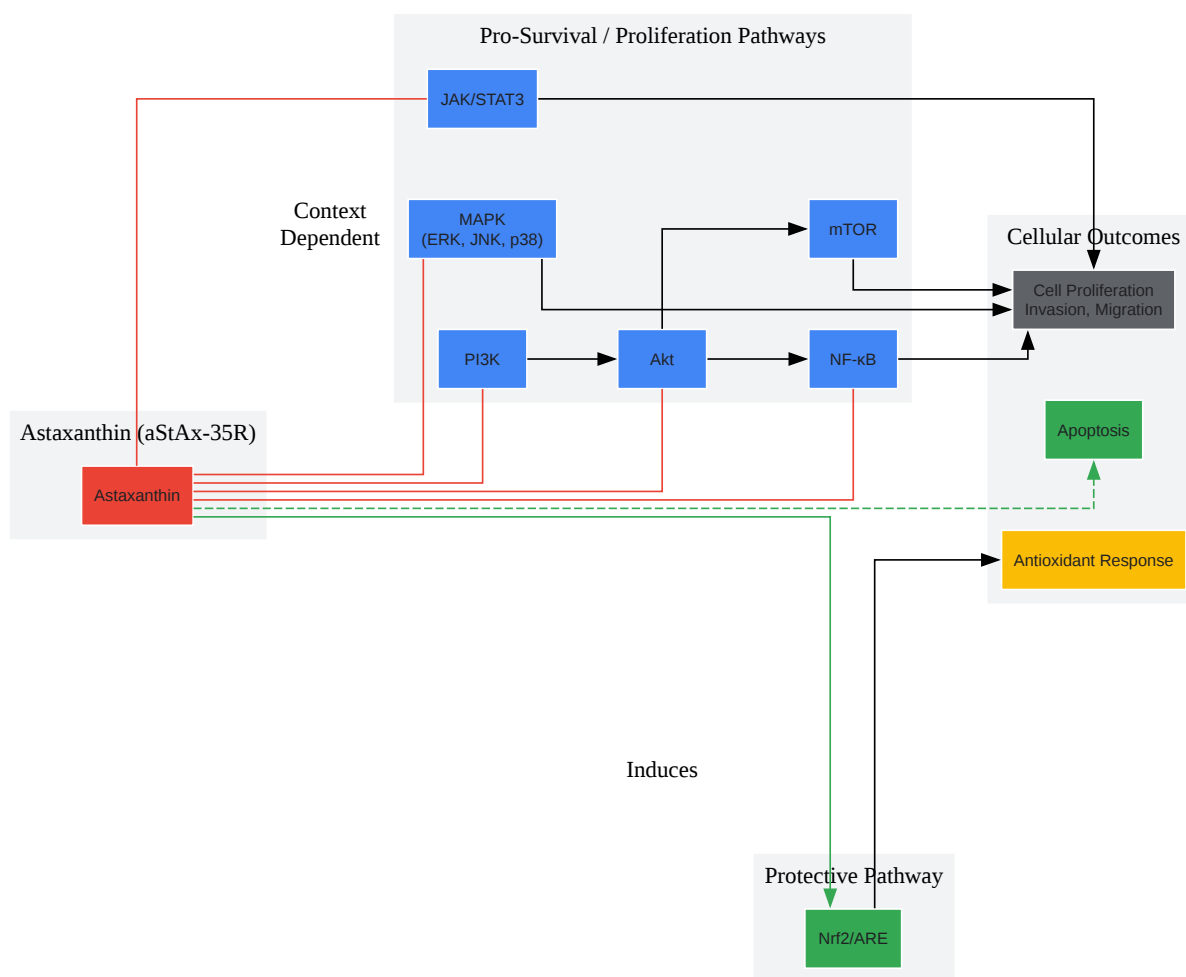 Pro-Survival / Proliferation Pathways
JAK/STAT3
Context
Dependent
MAPK
(ERK, JNK, p38)
mTOR
Cellular Outcomes
Cell Proliferation
Invasion, Migration
PI3K
Akt
NF-κB
Astaxanthin (aStAx-35R)
Apoptosis
Astaxanthin
Antioxidant Response
Induces
Protective Pathway
Nrf2/ARE